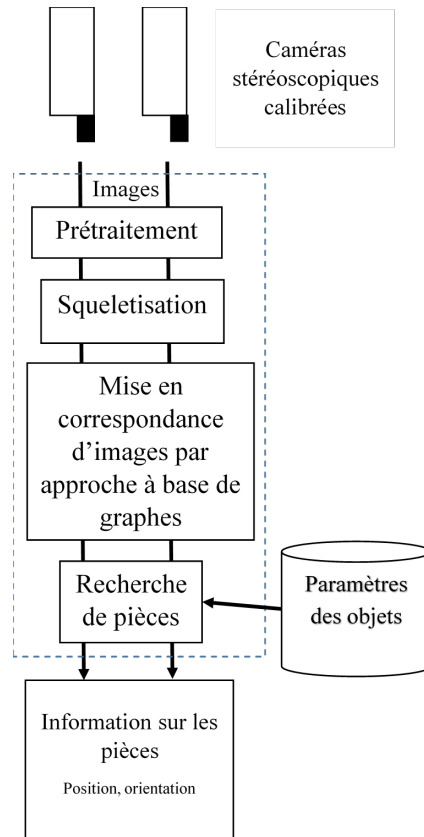 Caméras
stéréoscopiques
calibrées
Images
Prétraitement
Squeletisation
Mise en
correspondance
d'images par
approche à base de
graphes
Recherche
de pièces
Paramètres
des objets
Information sur les
pièces
Position, orientation